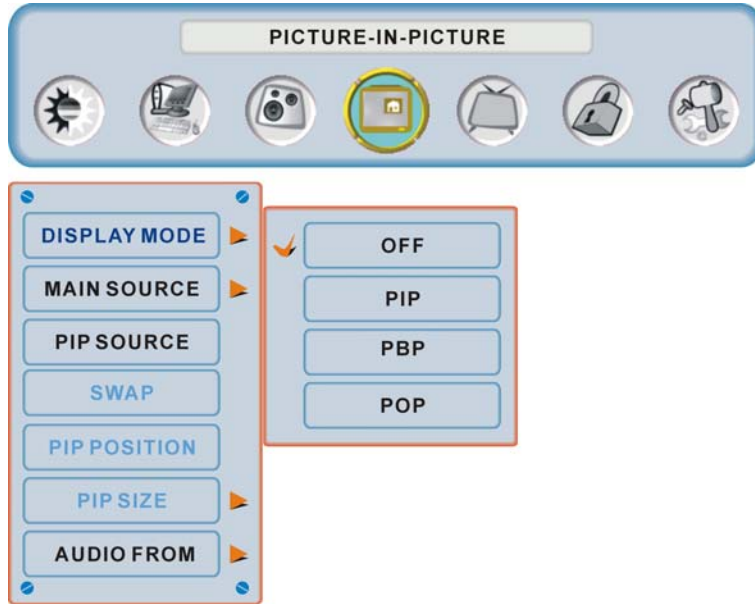 PICTURE-IN-PICTURE
DISPLAY MODE
MAIN SOURCE
PIP SOURCE
SWAP
PIP POSITION
PIP SIZE
AUDIO FROM
OFF
PIP
PBP
POP